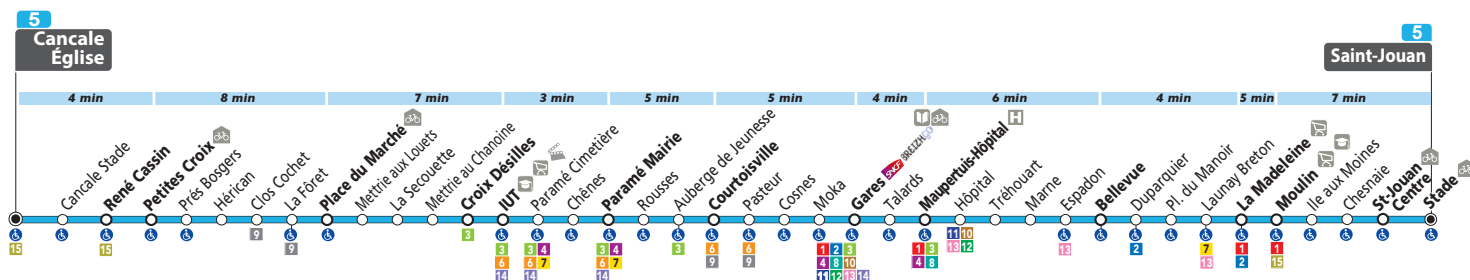 5
Cancale
Église
5
Saint-Jouan
4 min
8 min
7 min
3 min
5 min
5 min
4 min
6 min
4 min
5 min
7 min
Cancale Stade
René Cassin
Petites Croix
Prés Bosgers
Hérican
Clos Cochet
La Fôret
Place du Marché
Mettrie aux Louets
La Secouette
Mettrie au Chanoine
Croix Désilles
IUT
Paramé Cimetière
Chênes
Paramé Mairie
Rousses
Auberge de Jeunesse
Courtoisville
Pasteur
Cosnes
Moka
Gares
SNCF
BREIZHGO
Talards
Maupertuis-Hôpital
H
Hôpital
Tréhouart
Marne
Espadon
Bellevue
Duparquier
Pl. du Manoir
Launay Breton
La Madeleine
Moulin
Ile aux Moines
Chesnaie
St-Jouan
Centre
Stade
15
15
9
9
3
3
6
14
3 4
6 7
14
3 4
6 7
14
3
6
9
6
9
1 2 3
4 8 10
11 12 13 14
1 3
4 8
11 10
13 12
13
2
7
13
1
2
1
15